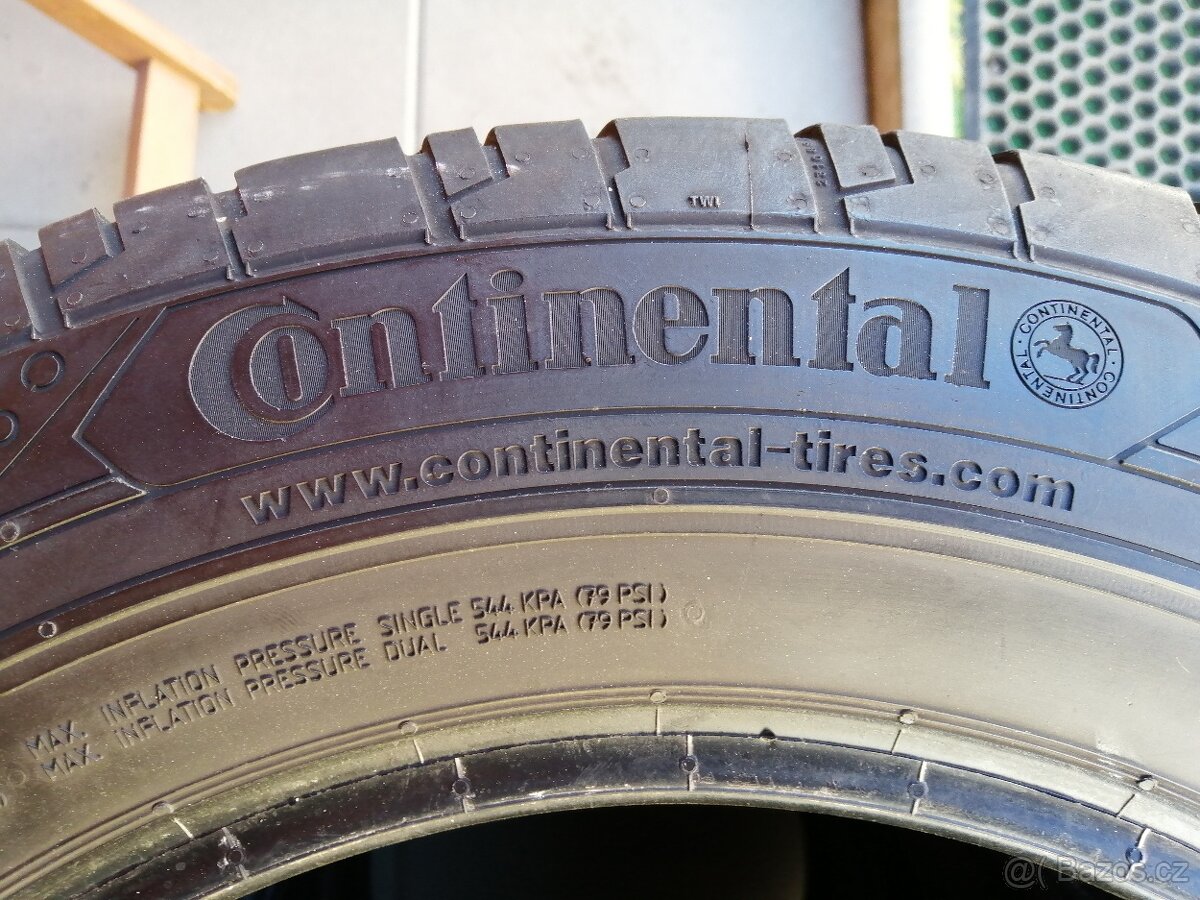 TWI
Continental
CONTINENTAL · CONTINENTAL ·
www.continental-tires.com
MAX. INFLATION PRESSURE SINGLE 544 KPA (79 PSI)
MAX. INFLATION PRESSURE DUAL 544 KPA (79 PSI)
@( Bazos.cz